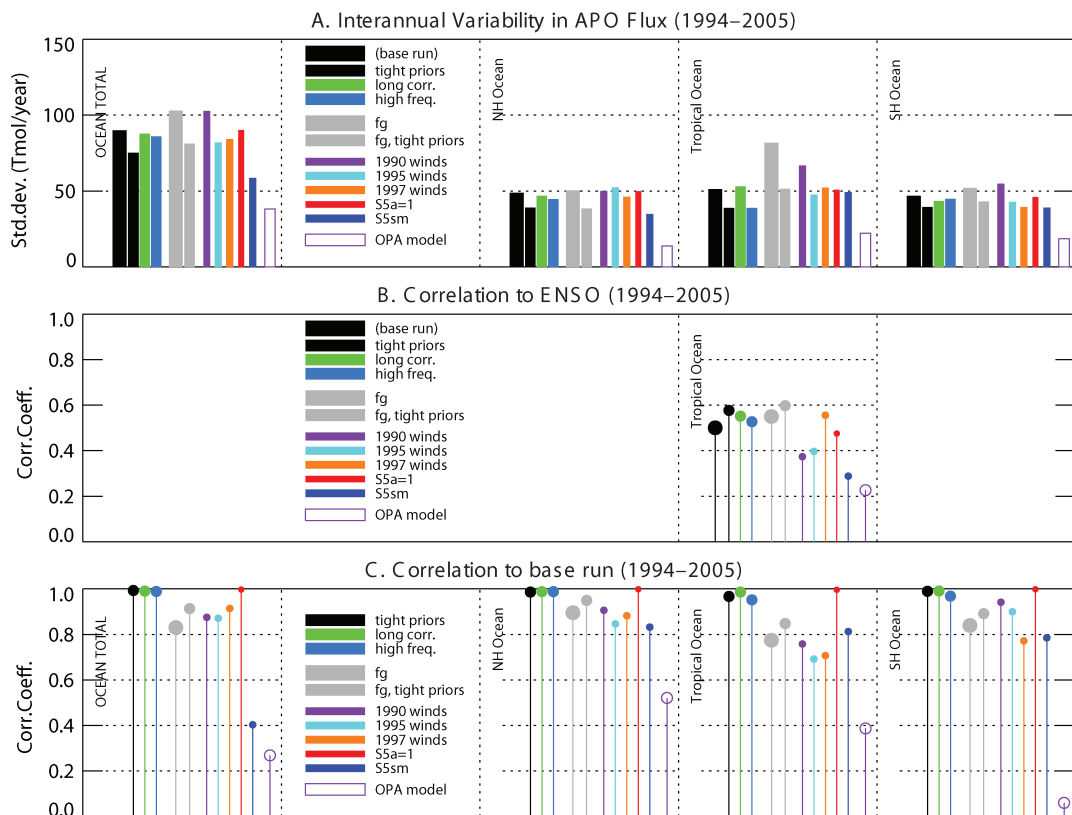 A. Interannual Variability in APO Flux (1994–2005)
Std.dev. (Tmol/year)
150
100
50
0
OCEAN TOTAL
(base run)
tight priors
long corr.
high freq.
fg
fg, tight priors
1990 winds
1995 winds
1997 winds
S5a=1
S5sm
OPA model
NH Ocean
Tropical Ocean
SH Ocean
B. Correlation to ENSO (1994–2005)
Corr.Coeff.
1.0
0.8
0.6
0.4
0.2
0.0
(base run)
tight priors
long corr.
high freq.
fg
fg, tight priors
1990 winds
1995 winds
1997 winds
S5a=1
S5sm
OPA model
Tropical Ocean
C. Correlation to base run (1994–2005)
Corr.Coeff.
1.0
0.8
0.6
0.4
0.2
0.0
OCEAN TOTAL
tight priors
long corr.
high freq.
fg
fg, tight priors
1990 winds
1995 winds
1997 winds
S5a=1
S5sm
OPA model
NH Ocean
Tropical Ocean
SH Ocean